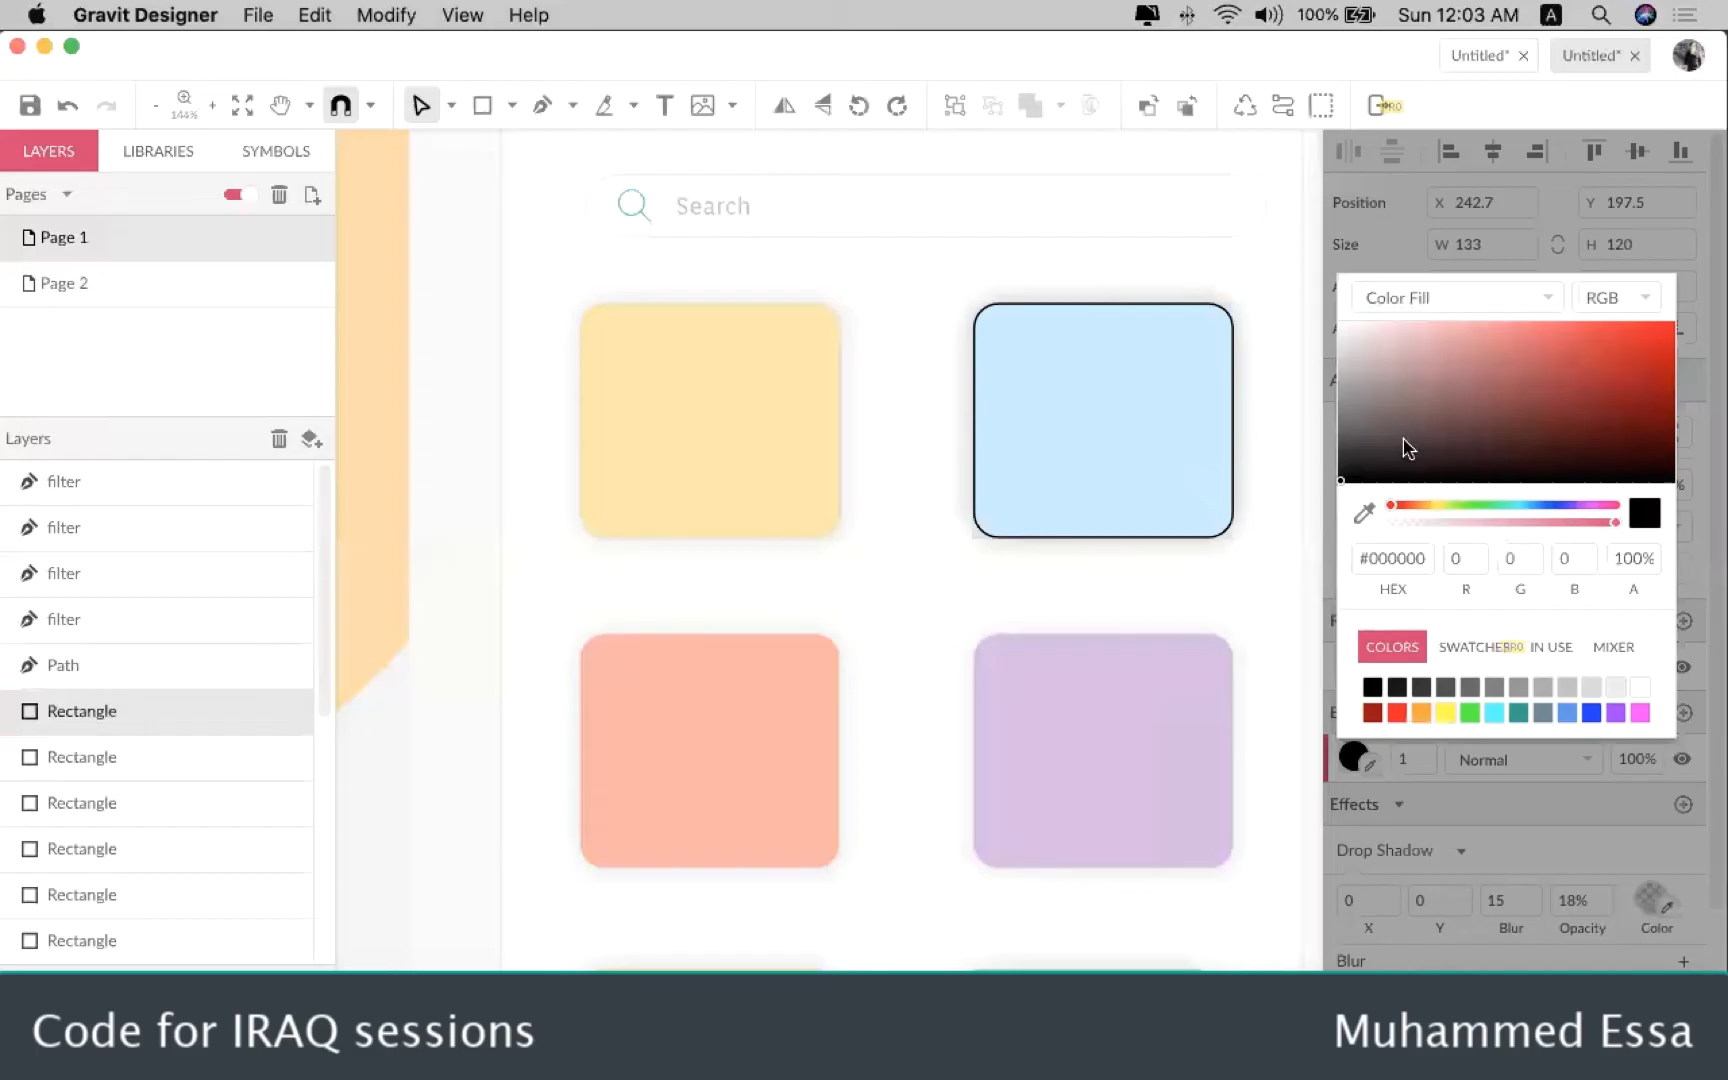 Gravit Designer File Edit Modify View Help 100% Sun 12:03 AM A
Untitled* Untitled*
144%
LAYERS LIBRARIES SYMBOLS
Pages
Page 1
Page 2
Layers
filter
filter
filter
filter
Path
Rectangle
Rectangle
Rectangle
Rectangle
Rectangle
Rectangle
Search
Position X 242.7 Y 197.5
Size W 133 H 120
Color Fill RGB
#000000 0 0 0 100%
HEX R G B A
COLORS IN USE MIXER
1 Normal 100%
Effects
Drop Shadow
0 0 15 18%
X Y Blur Opacity Color
Blur
Code for IRAQ sessions
Muhammed Essa